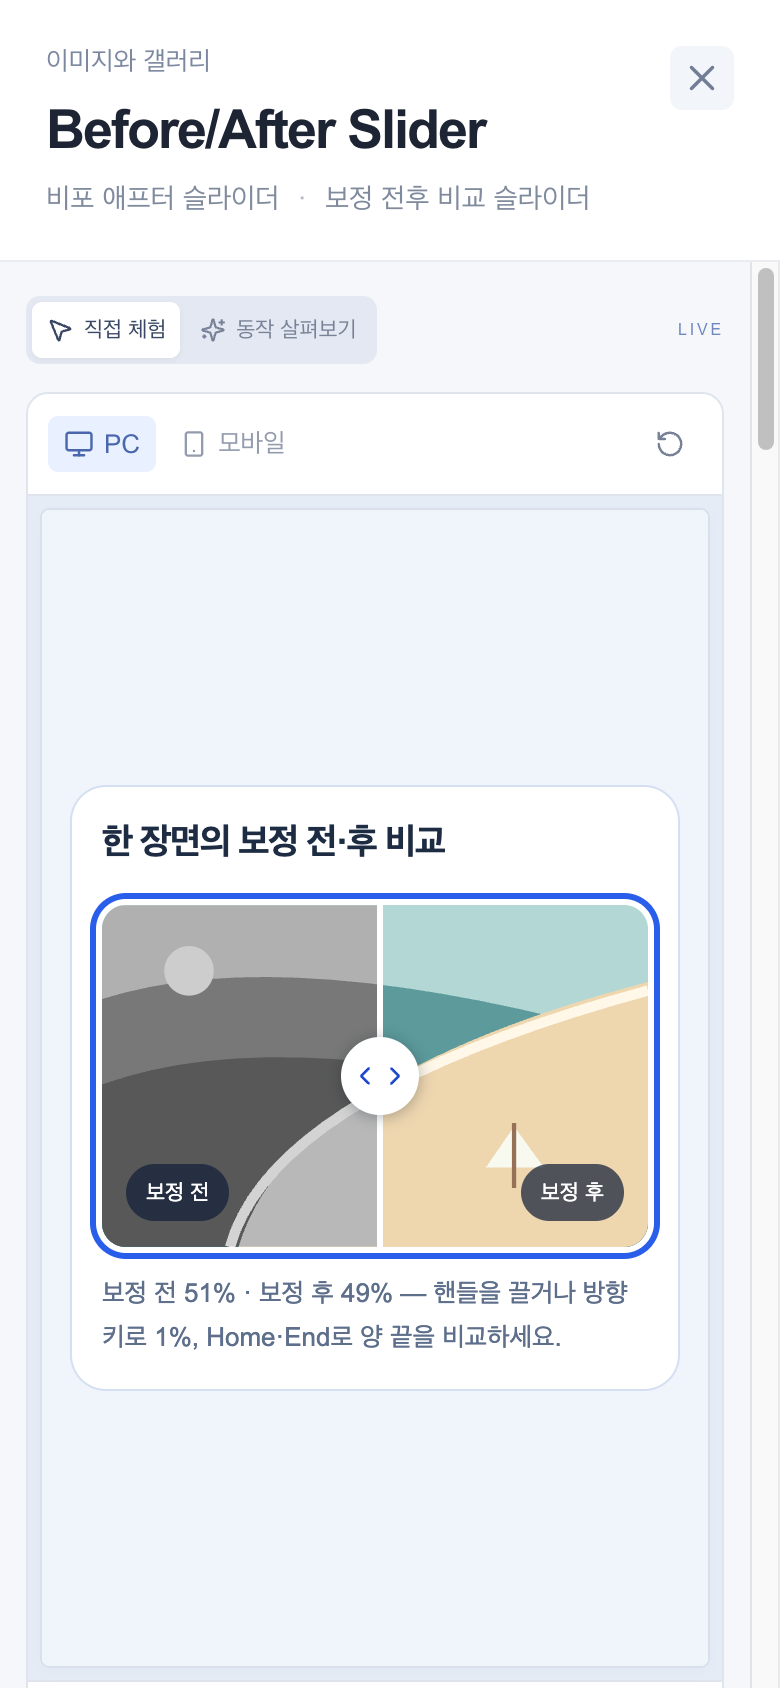 이미지와 갤러리
Before/After Slider
비포 애프터 슬라이더 · 보정 전후 비교 슬라이더
직접 체험 동작 살펴보기 LIVE
PC 모바일
한 장면의 보정 전·후 비교
보정 전 보정 후
보정 전 51% · 보정 후 49% — 핸들을 끌거나 방향
키로 1%, Home·End로 양 끝을 비교하세요.